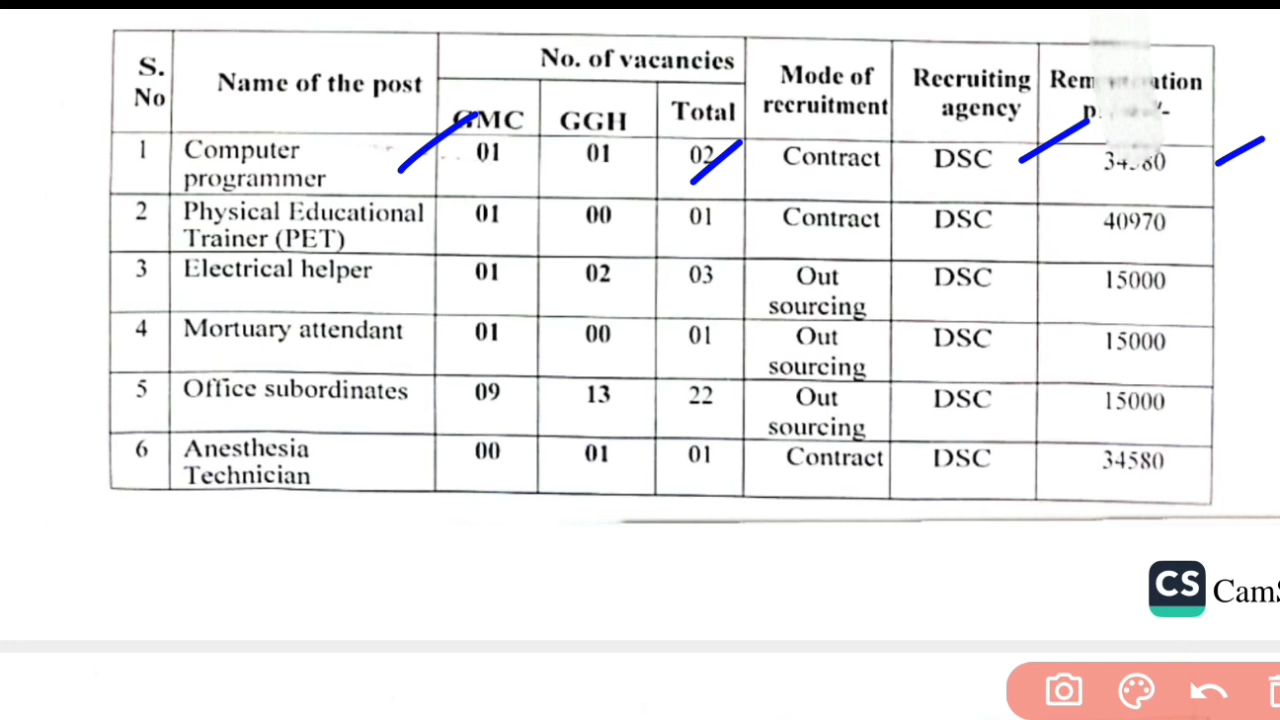 S. No Name of the post No. of vacancies Mode of recruitment Recruiting agency
GMC GGH Total
1 Computer programmer 01 01 02 Contract DSC
2 Physical Educational Trainer (PET) 01 00 01 Contract DSC 40970
3 Electrical helper 01 02 03 Out sourcing DSC 15000
4 Mortuary attendant 01 00 01 Out sourcing DSC 15000
5 Office subordinates 09 13 22 Out sourcing DSC 15000
6 Anesthesia Technician 00 01 01 Contract DSC 34580
CS CamS